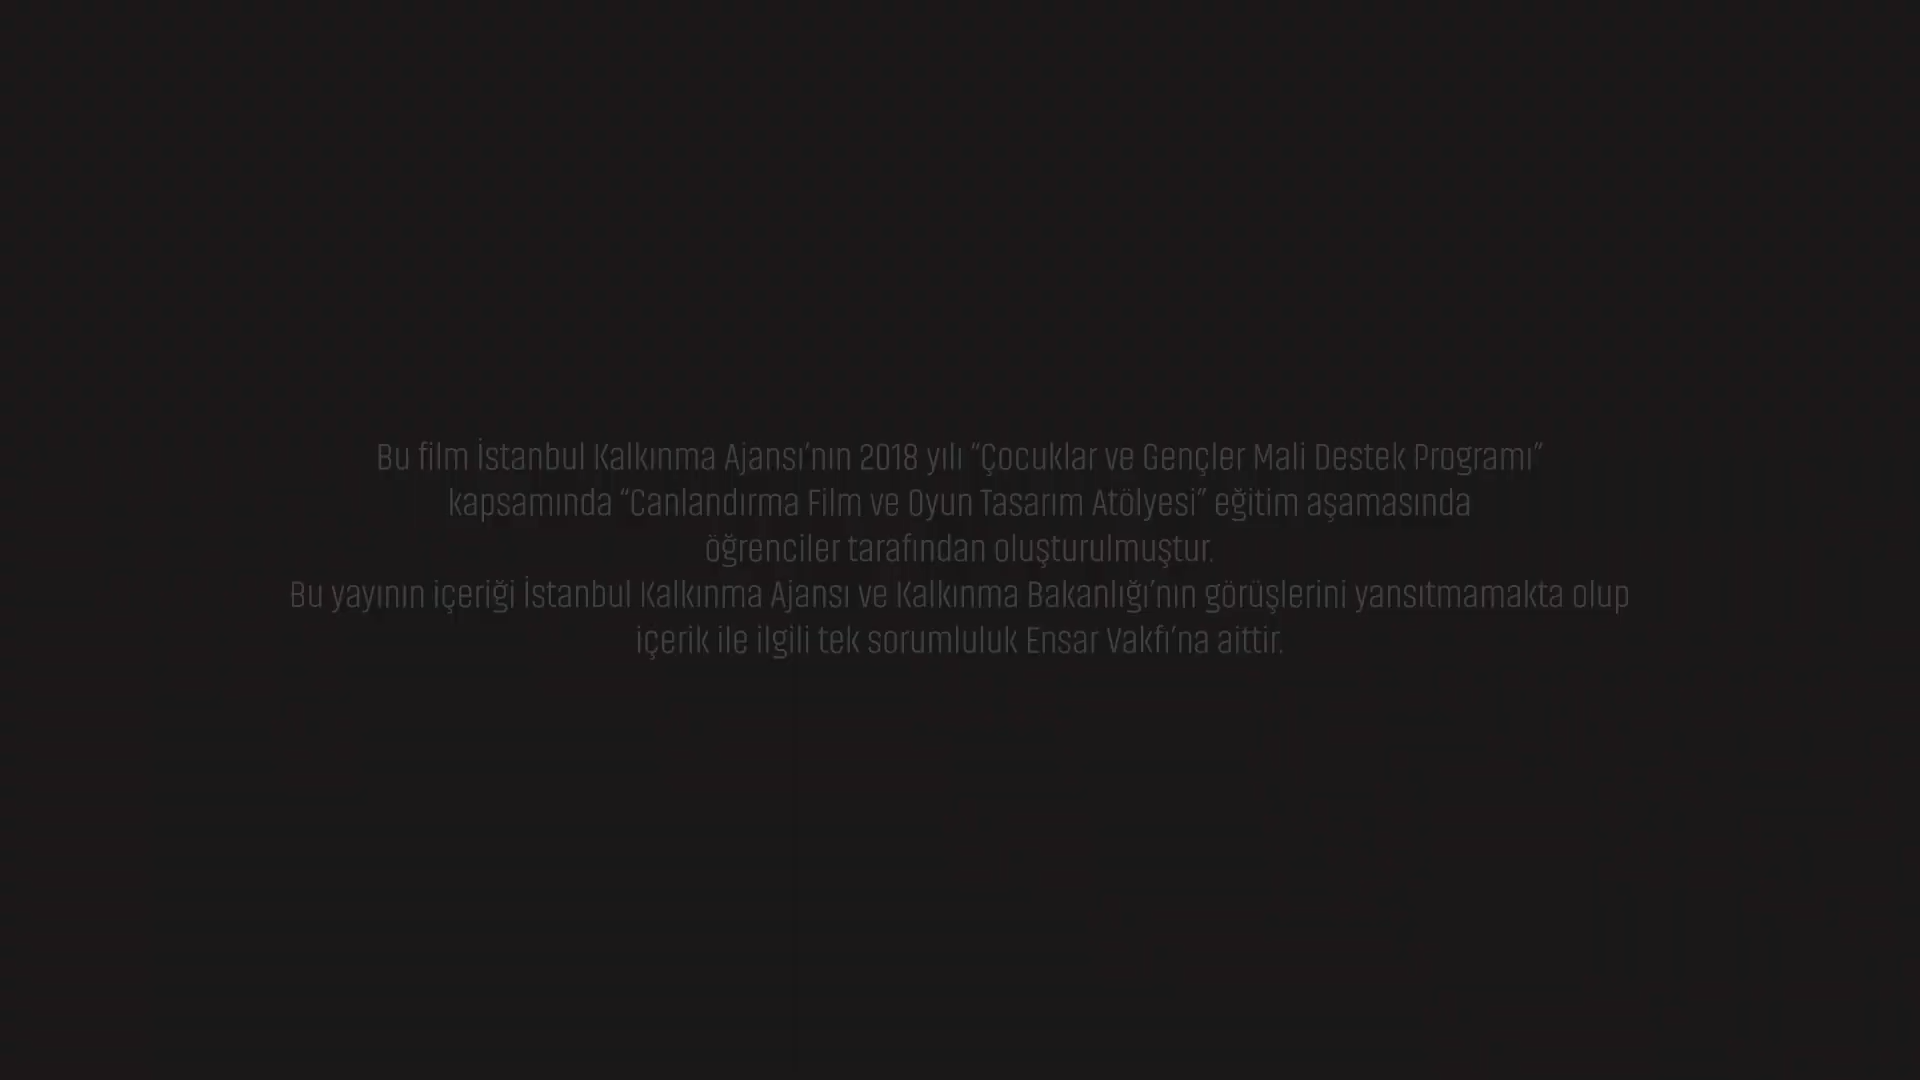 Bu film İstanbul Kalkınma Ajansı’nın 2018 yılı “Çocuklar ve Gençler Mali Destek Programı”
kapsamında “Canlandırma Film ve Oyun Tasarım Atölyesi” eğitim aşamasında
öğrenciler tarafından oluşturulmuştur.
Bu yayının içeriği İstanbul Kalkınma Ajansı ve Kalkınma Bakanlığı’nın görüşlerini yansıtmamakta olup
içerik ile ilgili tek sorumluluk Ensar Vakfı’na aittir.